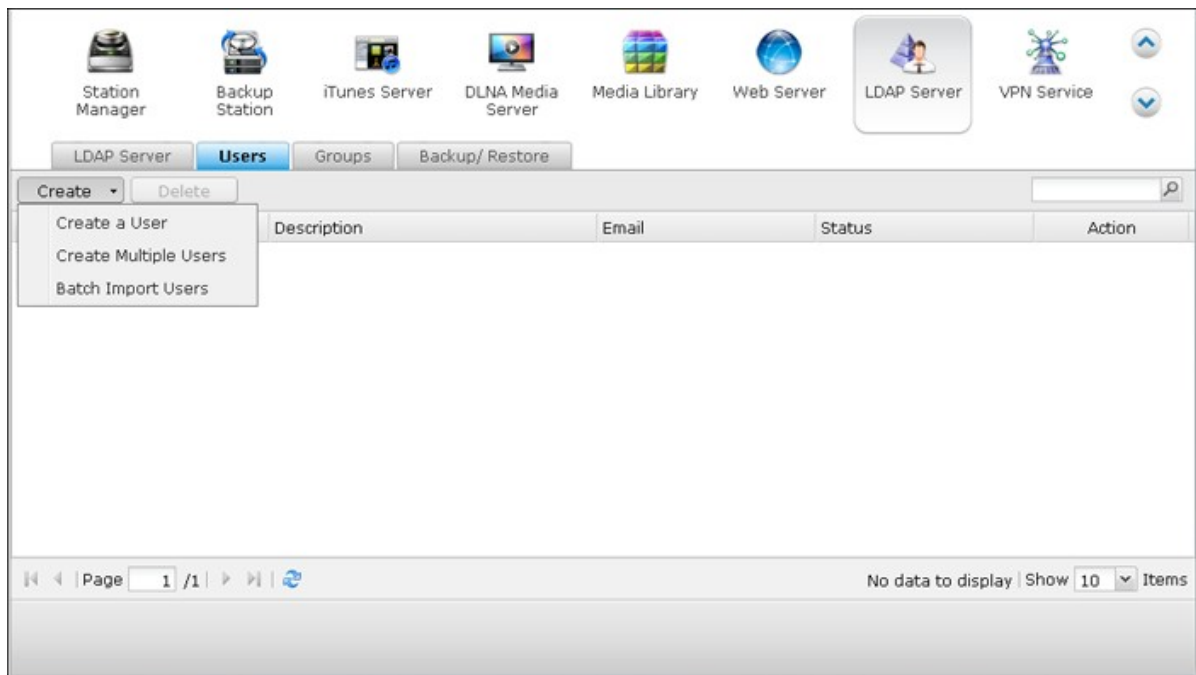 Station Manager
Backup Station
iTunes Server
DLNA Media Server
Media Library
Web Server
LDAP Server
VPN Service
LDAP Server Users Groups Backup/ Restore
Create Delete
Description Email Status Action
Create a User
Create Multiple Users
Batch Import Users
Page 1 /1 No data to display Show 10 Items